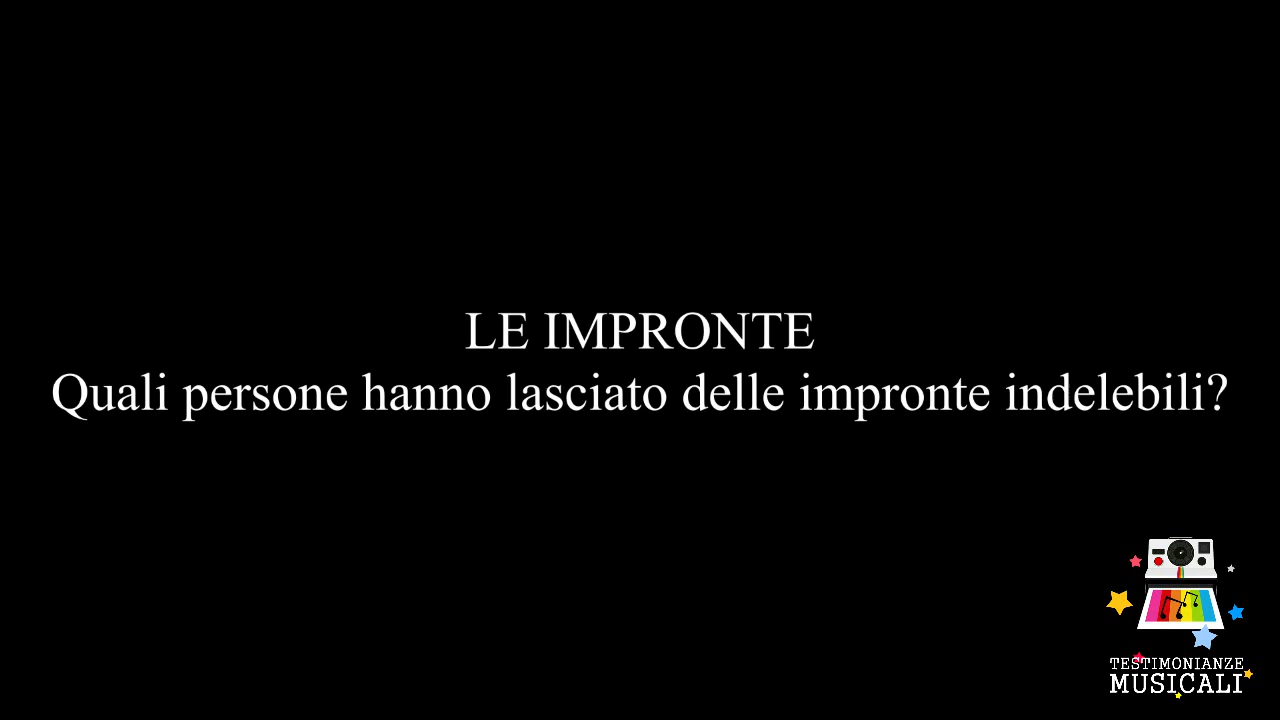 LE IMPRONTE
Quali persone hanno lasciato delle impronte indelebili?
TESTIMONIANZE
MUSICALI